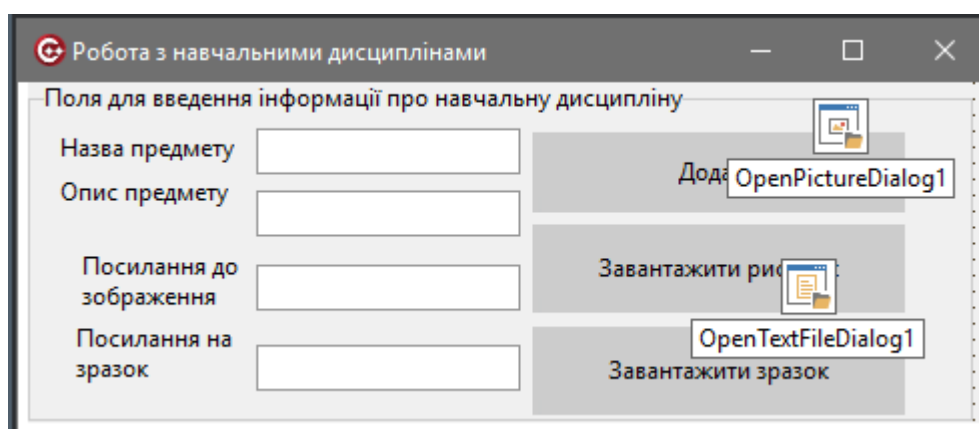 Робота з навчальними дисциплінами
Поля для введення інформації про навчальну дисципліну
Назва предмету
Опис предмету
OpenPictureDialog1
Посилання до
зображення
Завантажити
OpenTextFileDialog1
Посилання на
зразок
Завантажити зразок